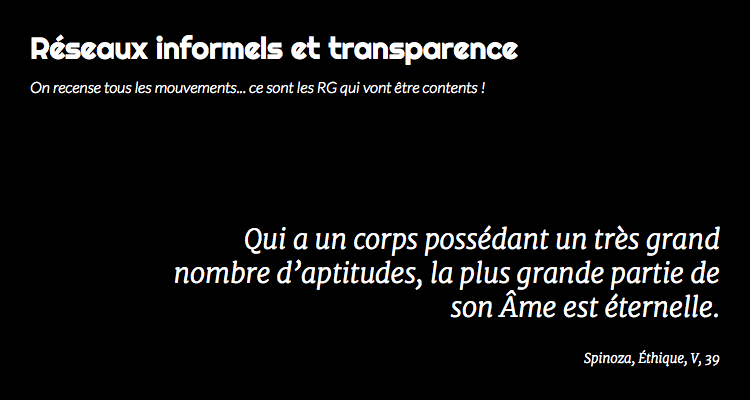 Réseaux informels et transparence
On recense tous les mouvements... ce sont les RG qui vont être contents !
Qui a un corps possédant un très grand
nombre d’aptitudes, la plus grande partie de
son Âme est éternelle.
Spinoza, Éthique, V, 39